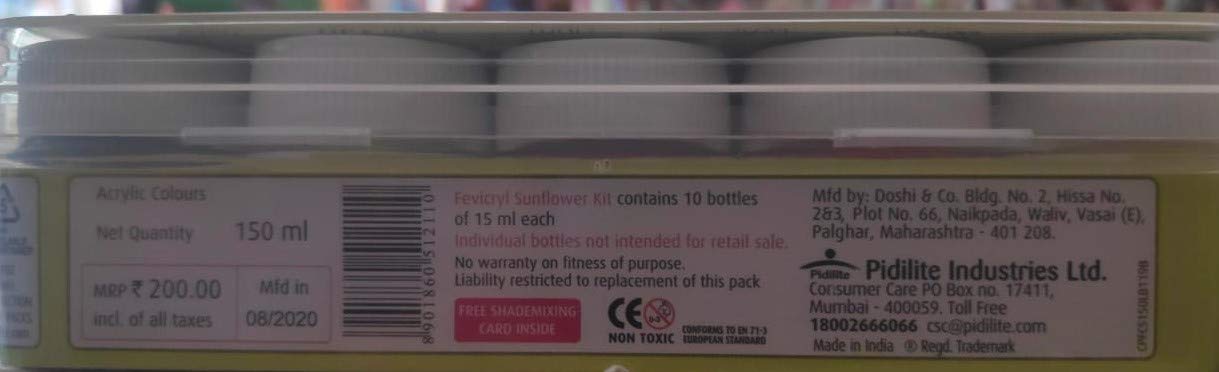 Acrylic Colours
Net Quantity 150 ml
MRP ₹ 200.00
incl. of all taxes
Mfd in
08/2020
8901860512110
Fevicryl Sunflower Kit contains 10 bottles
of 15 ml each
Individual bottles not intended for retail sale.
No warranty on fitness of purpose.
Liability restricted to replacement of this pack
FREE SHADEMIXING
CARD INSIDE
CE 0-3
NON TOXIC
CONFORMS TO EN 71-3
EUROPEAN STANDARD
Mfd by: Doshi & Co. Bldg. No. 2, Hissa No.
2&3, Plot No. 66, Naikpada, Waliv, Vasai (E),
Palghar, Maharashtra - 401 208.
Pidilite Pidilite Industries Ltd.
Consumer Care PO Box no. 17411,
Mumbai - 400059. Toll Free
18002666066 csc@pidilite.com
Made in India ® Regd. Trademark